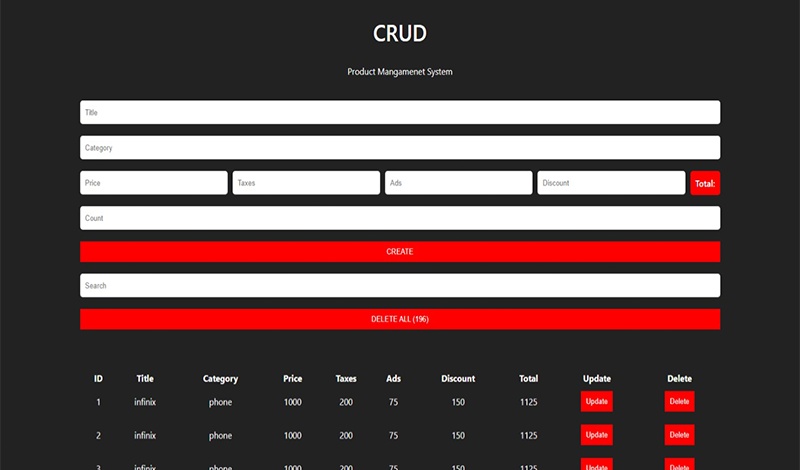 CRUD
Product Mangamenet System
Title
Category
Price Taxes Ads Discount Total:
Count
CREATE
Search
DELETE ALL (196)
ID Title Category Price Taxes Ads Discount Total Update Delete
1 infinix phone 1000 200 75 150 1125 Update Delete
2 infinix phone 1000 200 75 150 1125 Update Delete
3 infinix phone 1000 200 75 150 1125 Update Delete